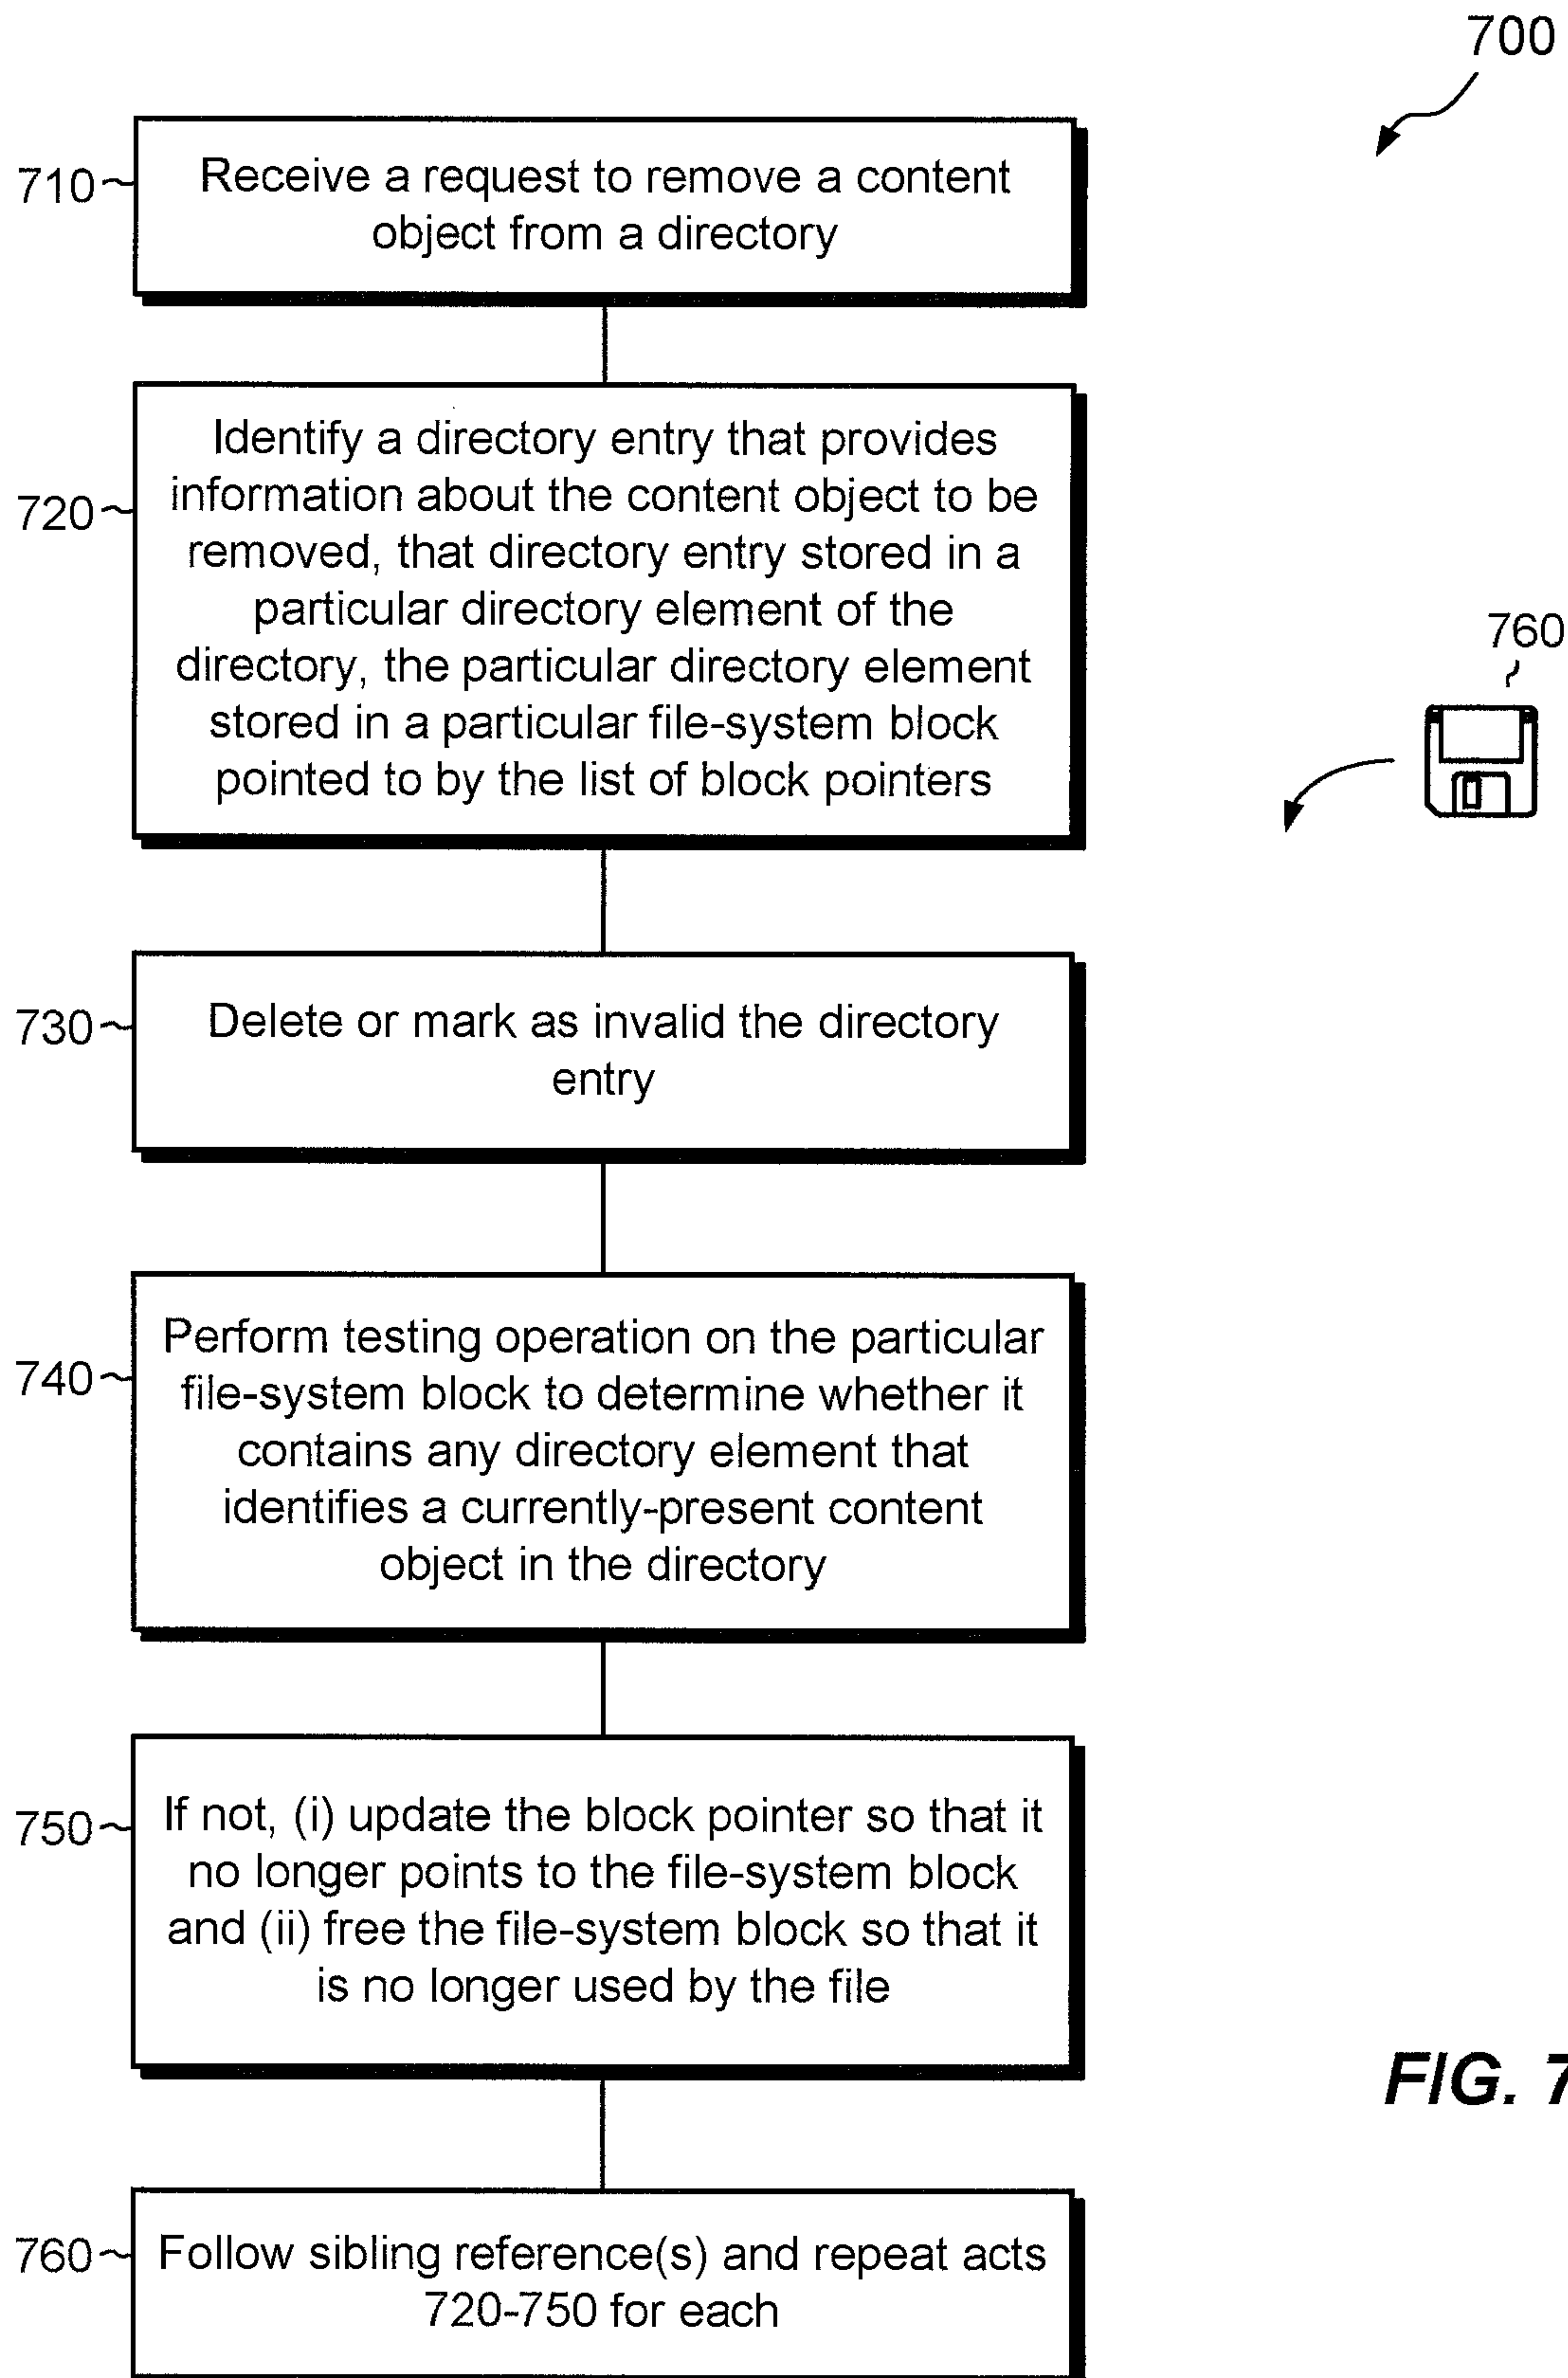 700
710
Receive a request to remove a content
object from a directory
720
Identify a directory entry that provides
information about the content object to be
removed, that directory entry stored in a
particular directory element of the
directory, the particular directory element
stored in a particular file-system block
pointed to by the list of block pointers
760
730
Delete or mark as invalid the directory
entry
740
Perform testing operation on the particular
file-system block to determine whether it
contains any directory element that
identifies a currently-present content
object in the directory
750
If not, (i) update the block pointer so that it
no longer points to the file-system block
and (ii) free the file-system block so that it
is no longer used by the file
FIG. 7
760
Follow sibling reference(s) and repeat acts
720-750 for each